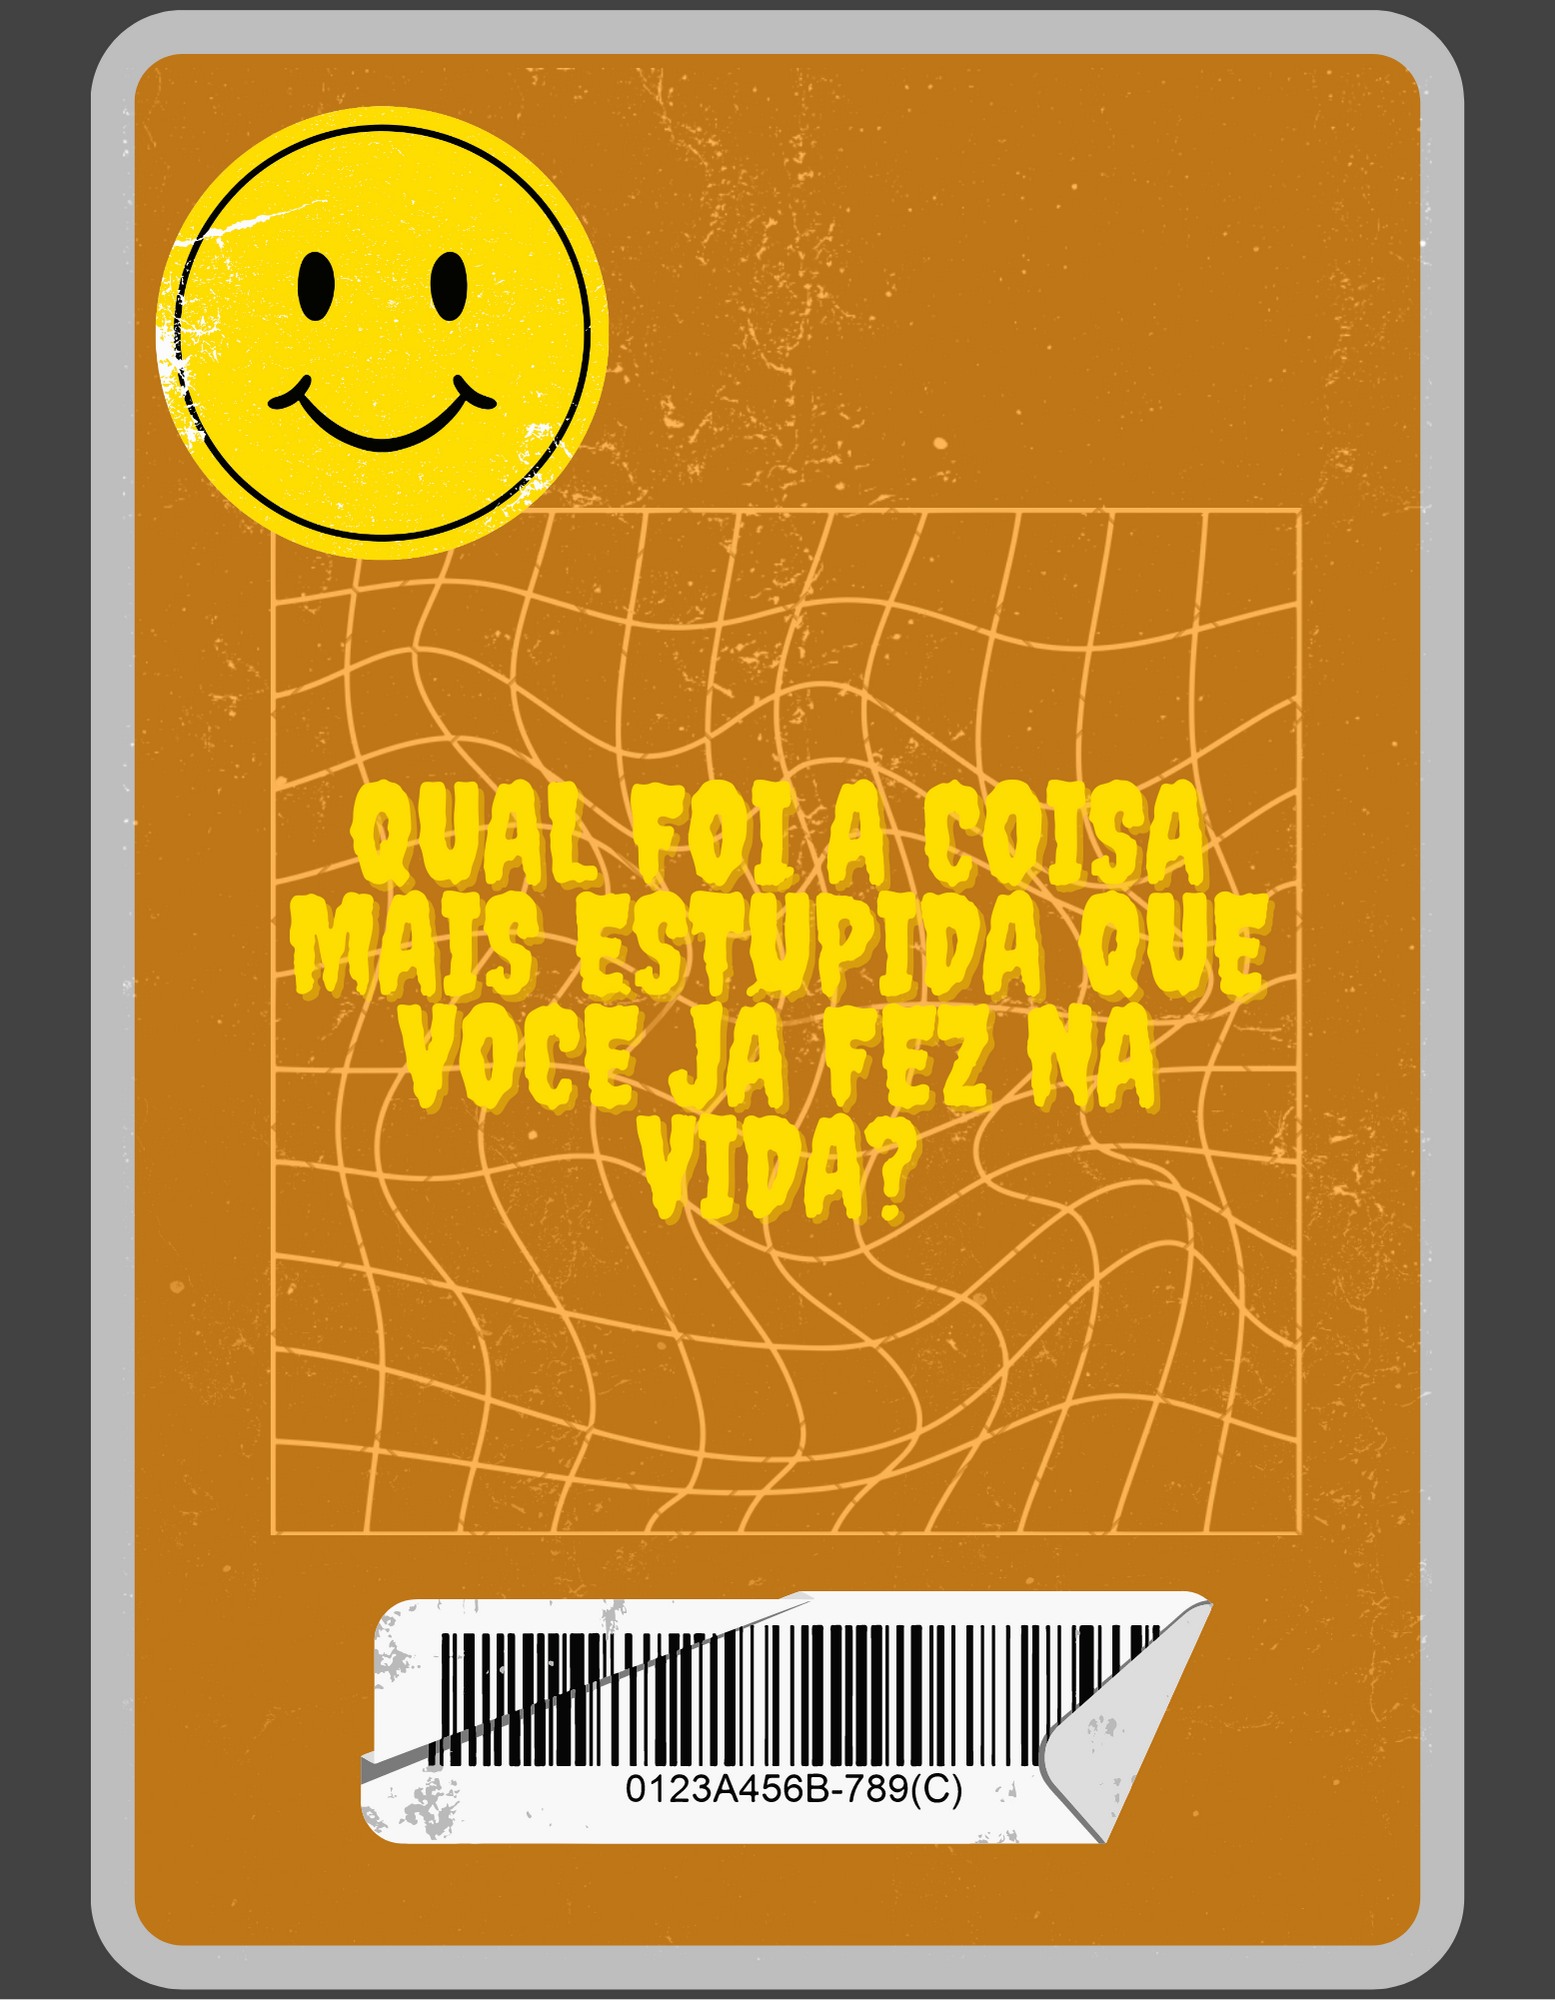 QUAL FOI A COISA
MAIS ESTUPIDA QUE
VOCE JA FEZ NA
VIDA?
0123A456B-789(C)